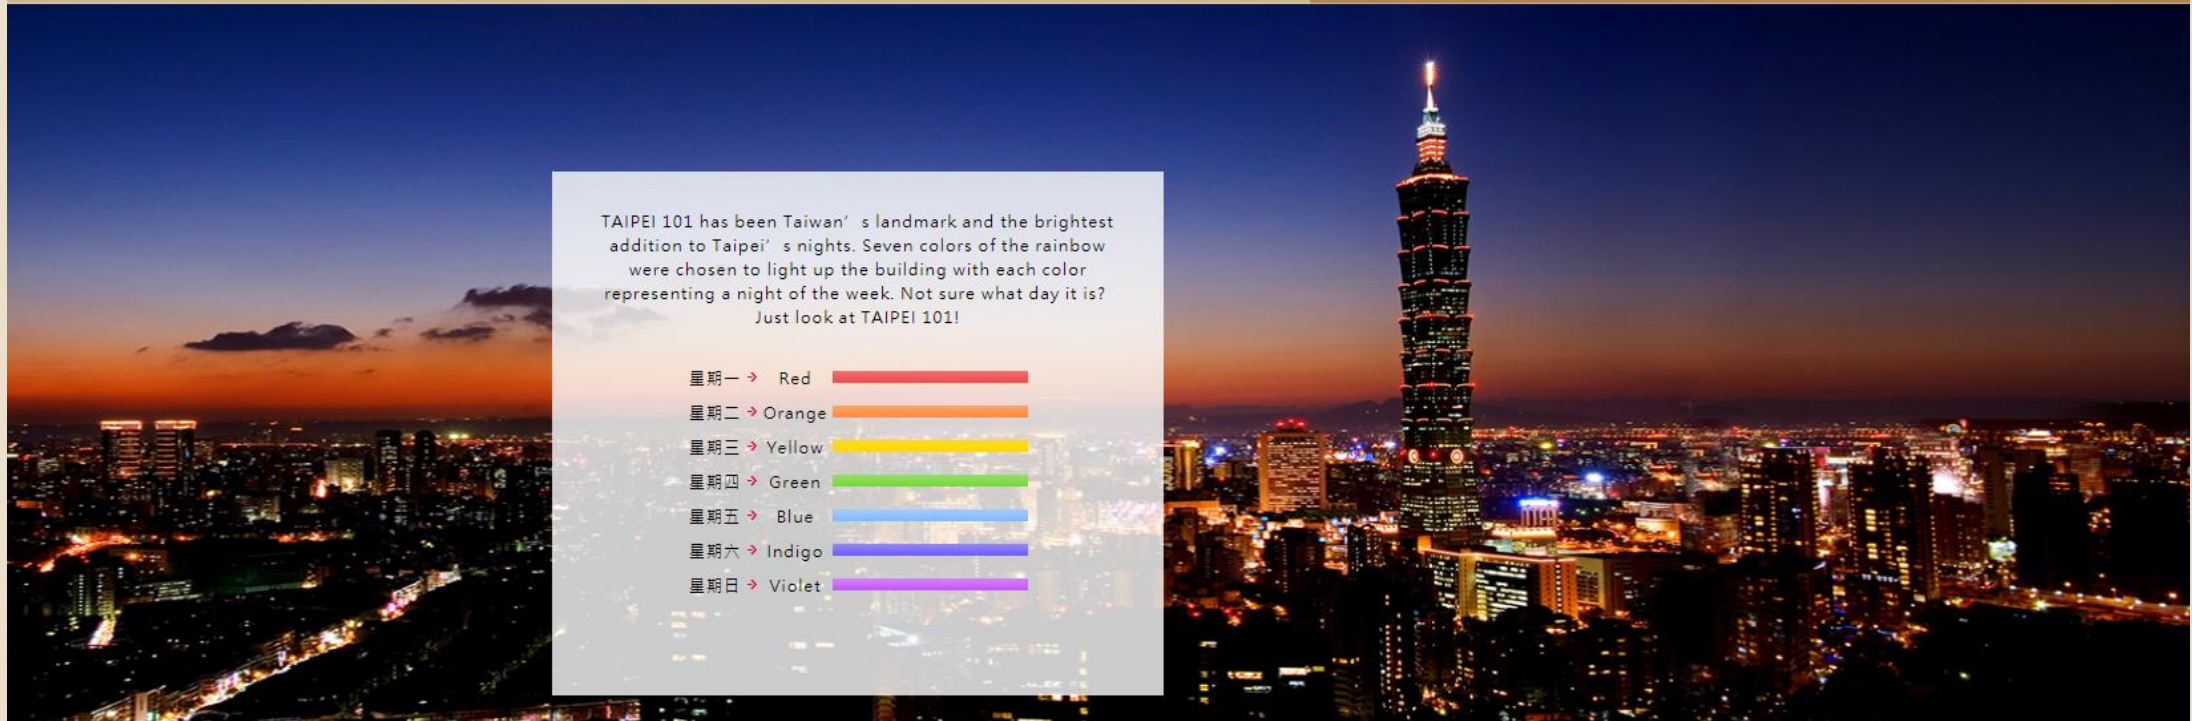 TAIPEI 101 has been Taiwan’s landmark and the brightest
addition to Taipei’s nights. Seven colors of the rainbow
were chosen to light up the building with each color
representing a night of the week. Not sure what day it is?
Just look at TAIPEI 101!
星期一 → Red
星期二 → Orange
星期三 → Yellow
星期四 → Green
星期五 → Blue
星期六 → Indigo
星期日 → Violet